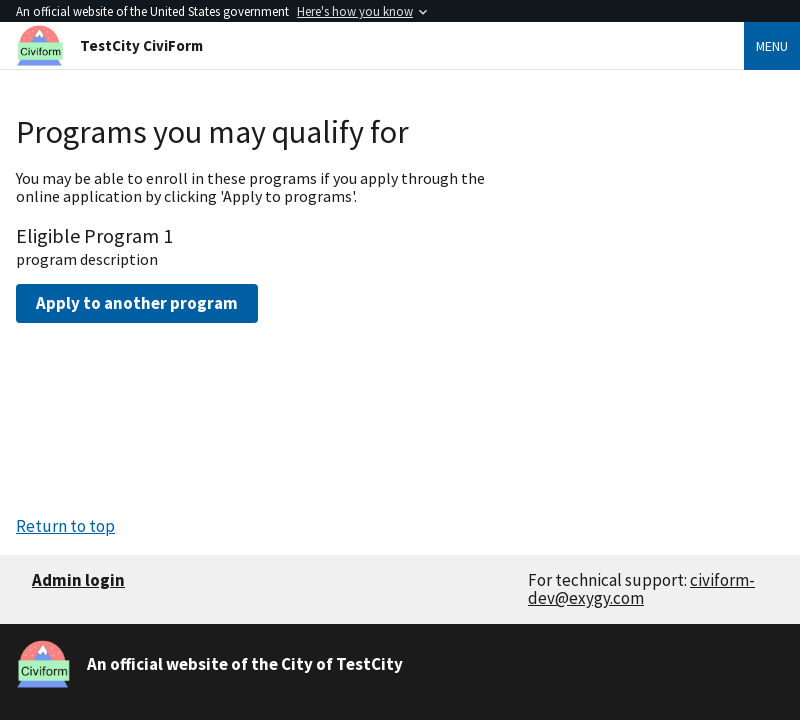 An official website of the United States government Here's how you know
Civiform
TestCity CiviForm
MENU
Programs you may qualify for
You may be able to enroll in these programs if you apply through the
online application by clicking 'Apply to programs'.
Eligible Program 1
program description
Apply to another program
Return to top
Admin login
For technical support: civiform-
dev@exygy.com
Civiform
An official website of the City of TestCity